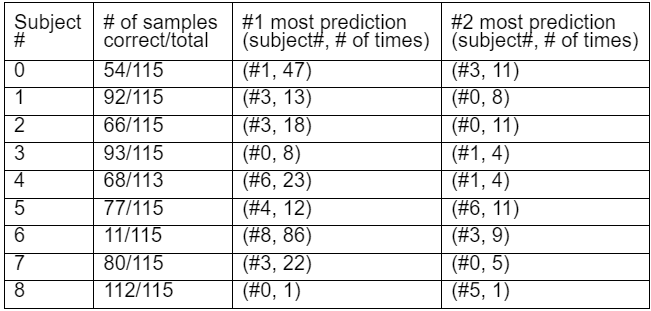 Subject # of samples #1 most prediction #2 most prediction
# correct/total (subject#, # of times) (subject#, # of times)
0 54/115 (#1, 47) (#3, 11)
1 92/115 (#3, 13) (#0, 8)
2 66/115 (#3, 18) (#0, 11)
3 93/115 (#0, 8) (#1, 4)
4 68/113 (#6, 23) (#1, 4)
5 77/115 (#4, 12) (#6, 11)
6 11/115 (#8, 86) (#3, 9)
7 80/115 (#3, 22) (#0, 5)
8 112/115 (#0, 1) (#5, 1)